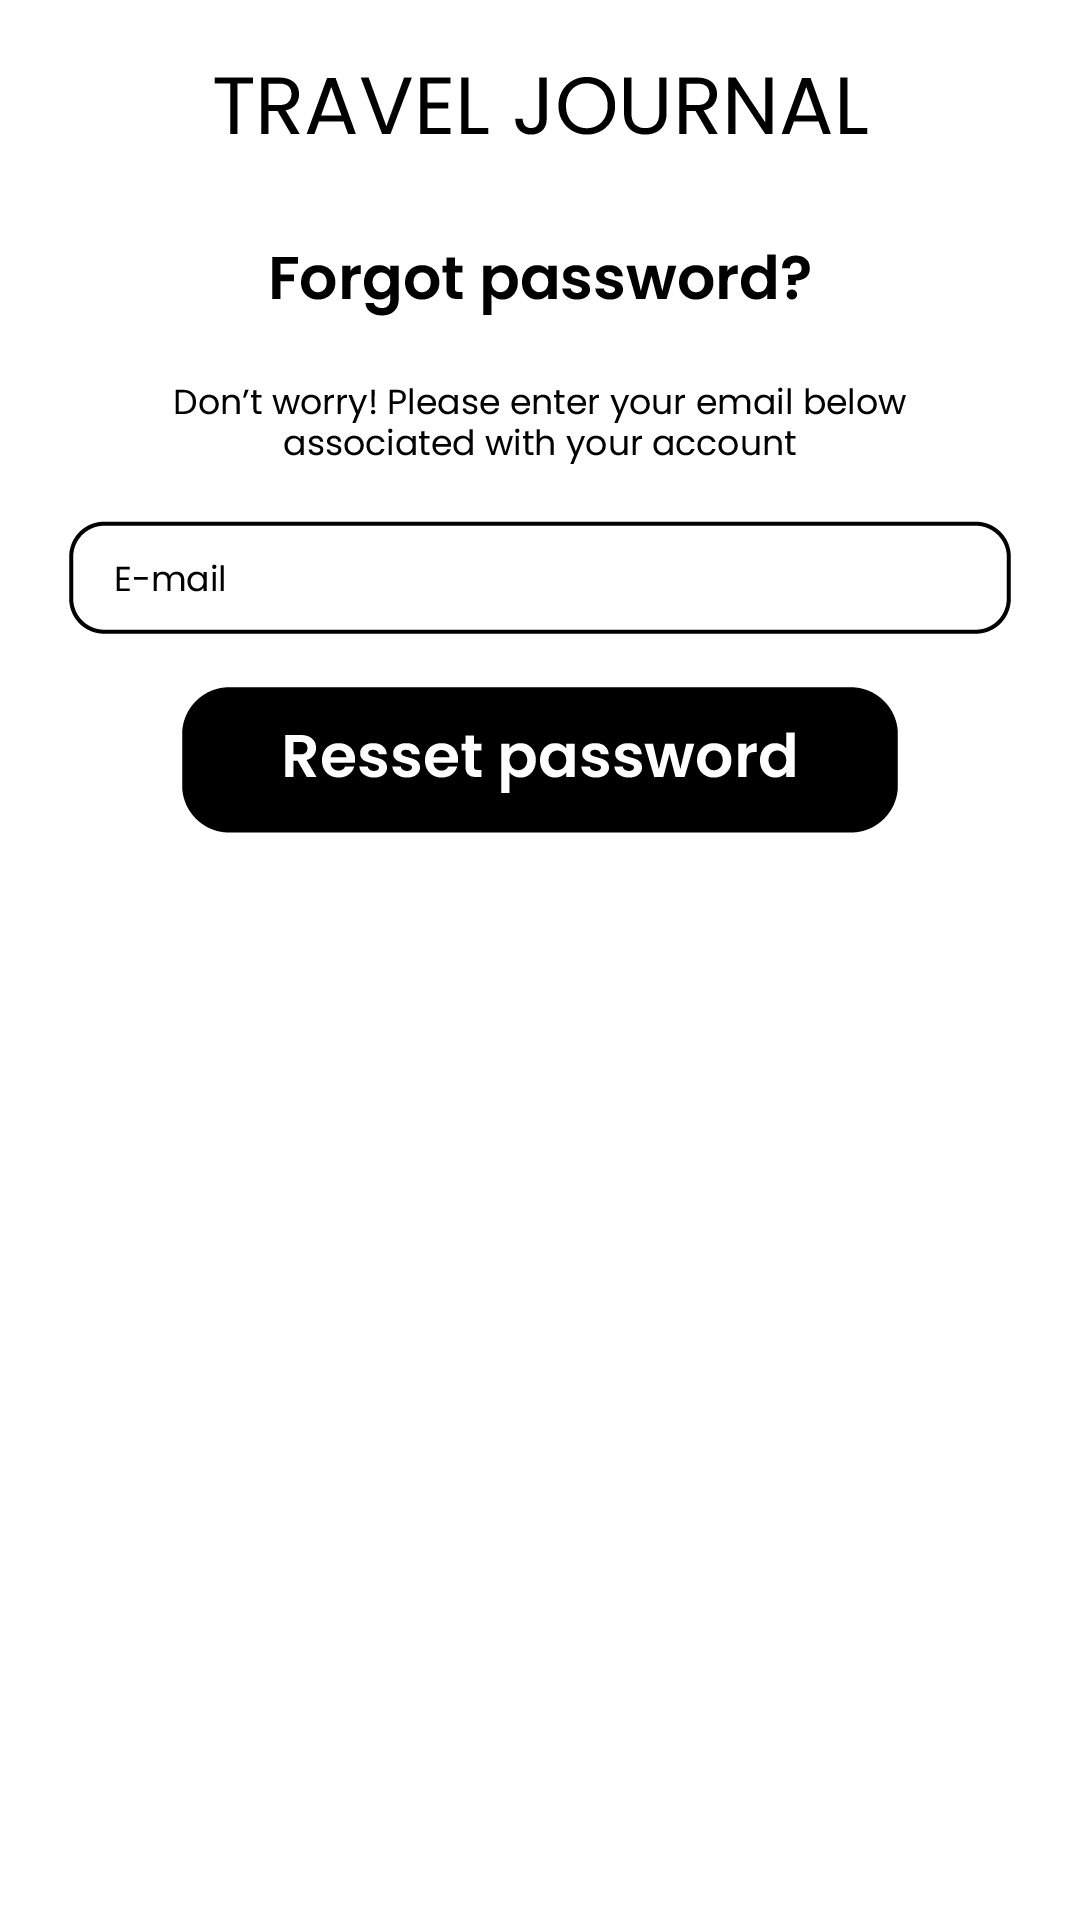 TRAVEL JOURNAL
Forgot password?
Don’t worry! Please enter your email below
associated with your account
E-mail
Resset password